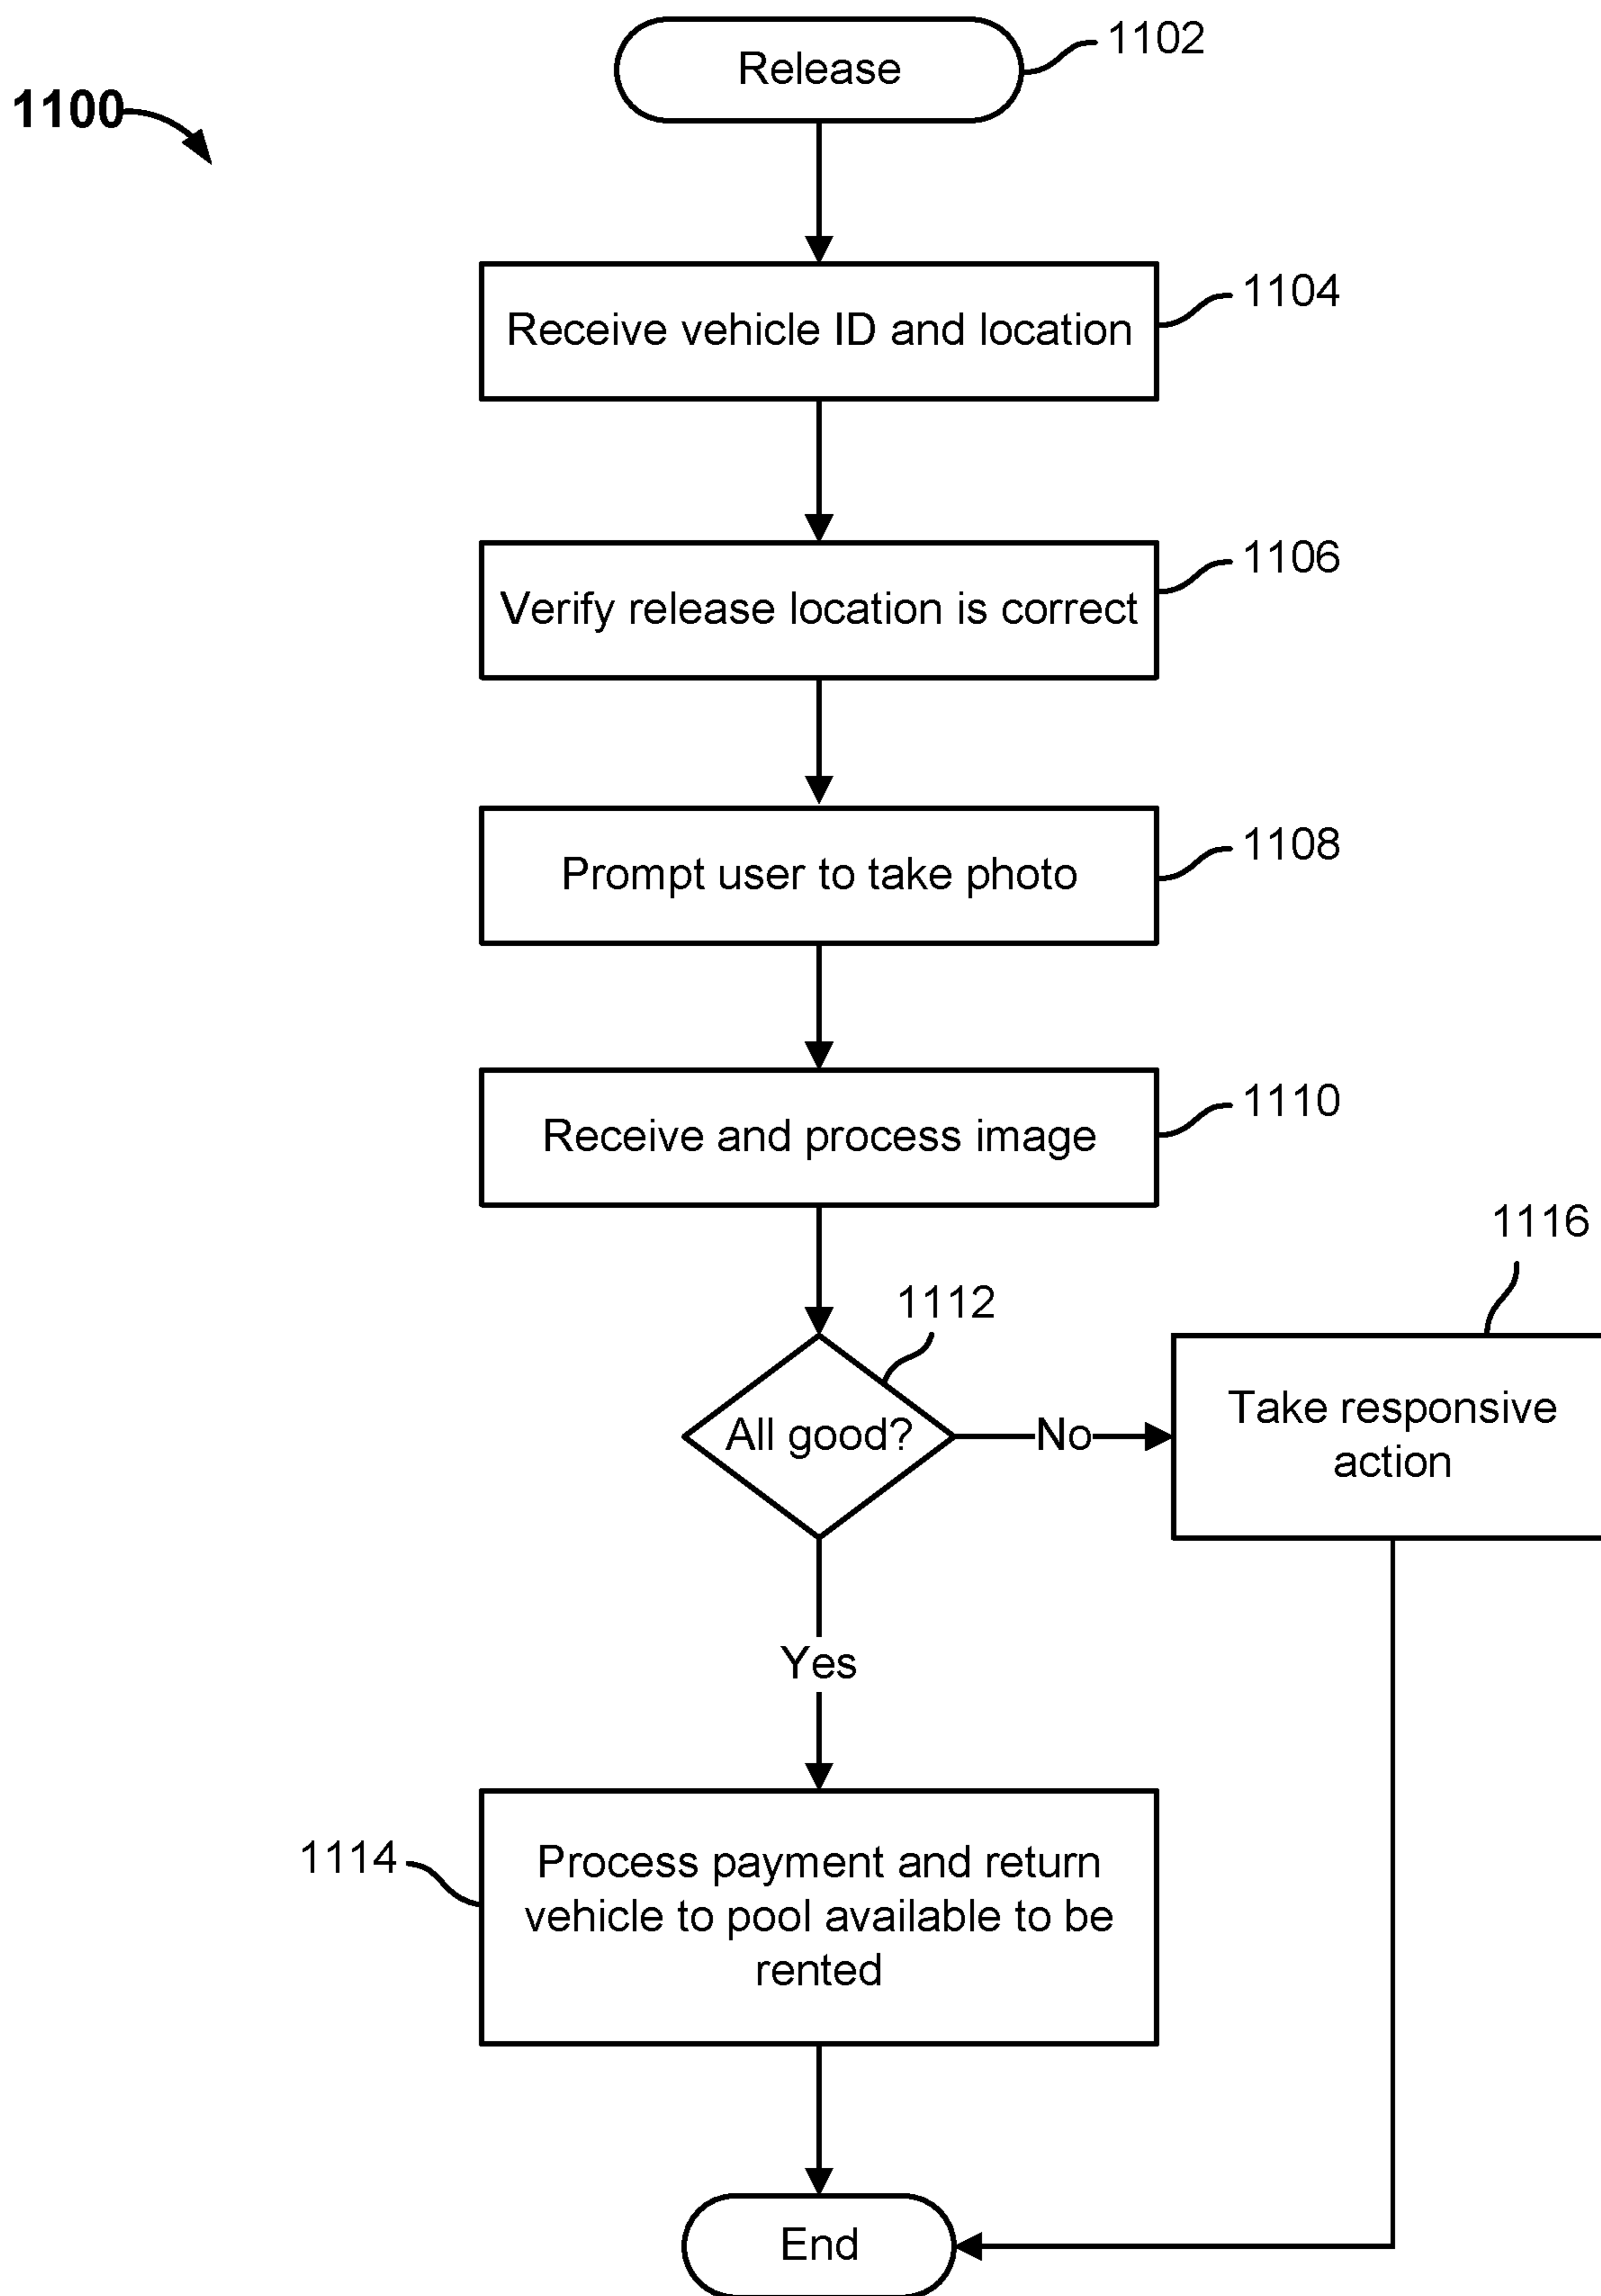 Release
1102
1100
Receive vehicle ID and location
1104
Verify release location is correct
1106
Prompt user to take photo
1108
Receive and process image
1110
1112
1116
All good?
No
Take responsive
action
Yes
1114
Process payment and return
vehicle to pool available to be
rented
End